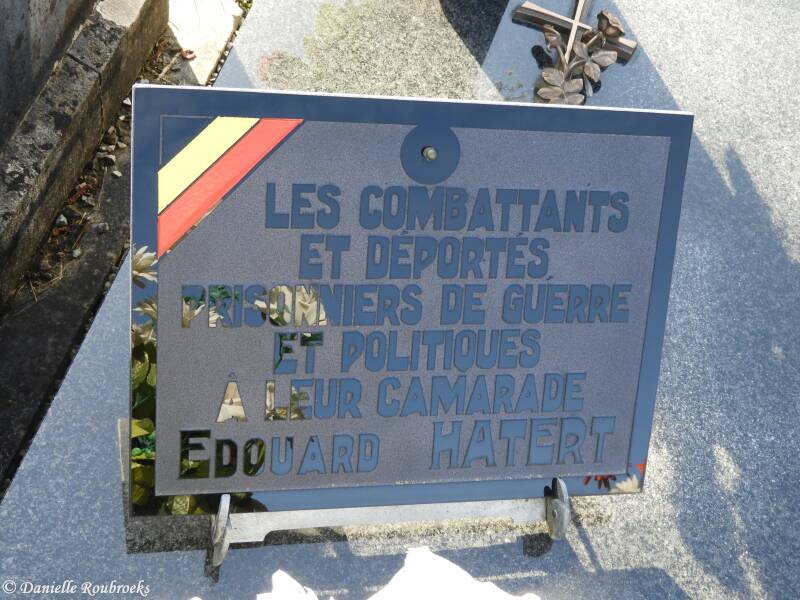 LES COMBATTANTS
ET DÉPORTÉS
PRISONNIERS DE GUERRE
ET POLITIQUES
À LEUR CAMARADE
EDOUARD HATERT
© Danielle Roubroeks